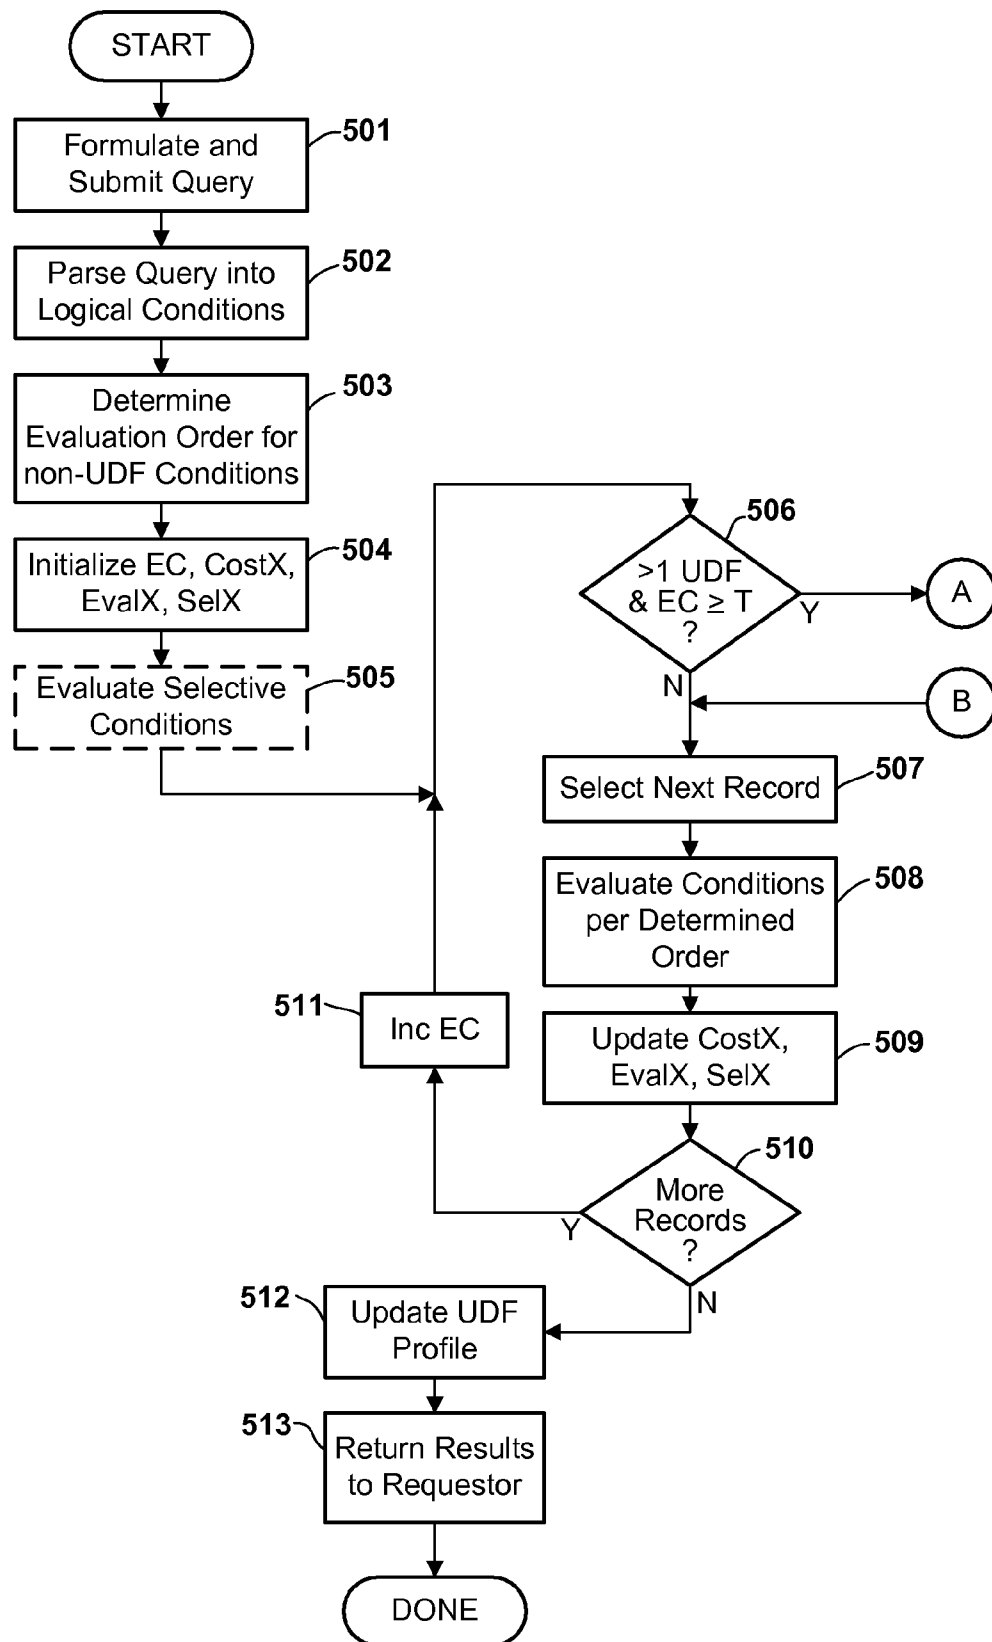 START
501
Formulate and
Submit Query
502
Parse Query into
Logical Conditions
503
Determine
Evaluation Order for
non-UDF Conditions
504
Initialize EC, CostX,
EvalX, SelX
505
Evaluate Selective
Conditions
506
>1 UDF
& EC ≥ T
?
Y
A
N
B
507
Select Next Record
508
Evaluate Conditions
per Determined
Order
509
Update CostX,
EvalX, SelX
510
More
Records
?
Y
N
511
Inc EC
512
Update UDF
Profile
513
Return Results
to Requestor
DONE